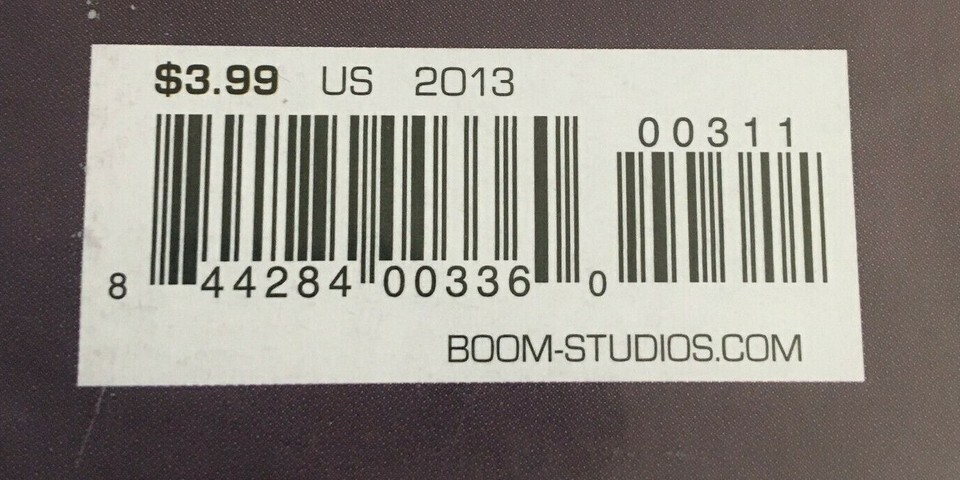 $3.99 US 2013
00311
8 44284 00336 0
BOOM-STUDIOS.COM